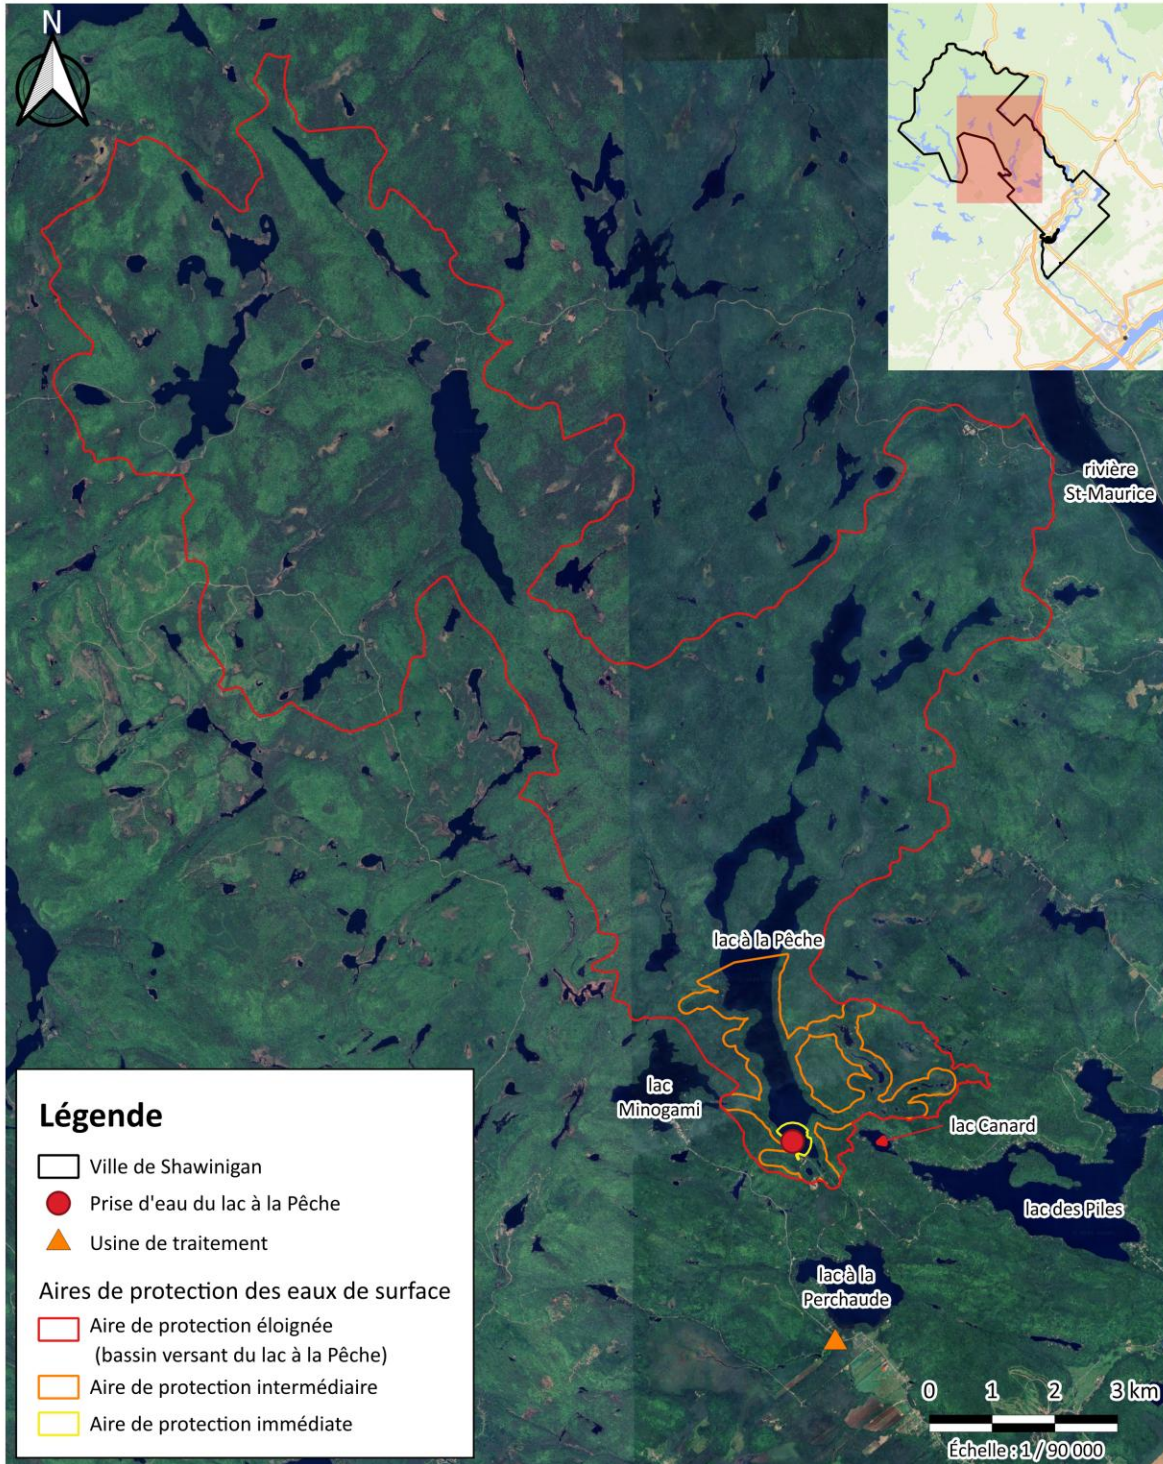 N
rivière
St-Maurice
lac à la Pêche
lac
Minogami
lac Canard
lac des Piles
lac à la
Perchaude
Légende
Ville de Shawinigan
Prise d'eau du lac à la Pêche
Usine de traitement
Aires de protection des eaux de surface
Aire de protection éloignée
(bassin versant du lac à la Pêche)
Aire de protection intermédiaire
Aire de protection immédiate
0 1 2 3 km
Échelle : 1 / 90 000